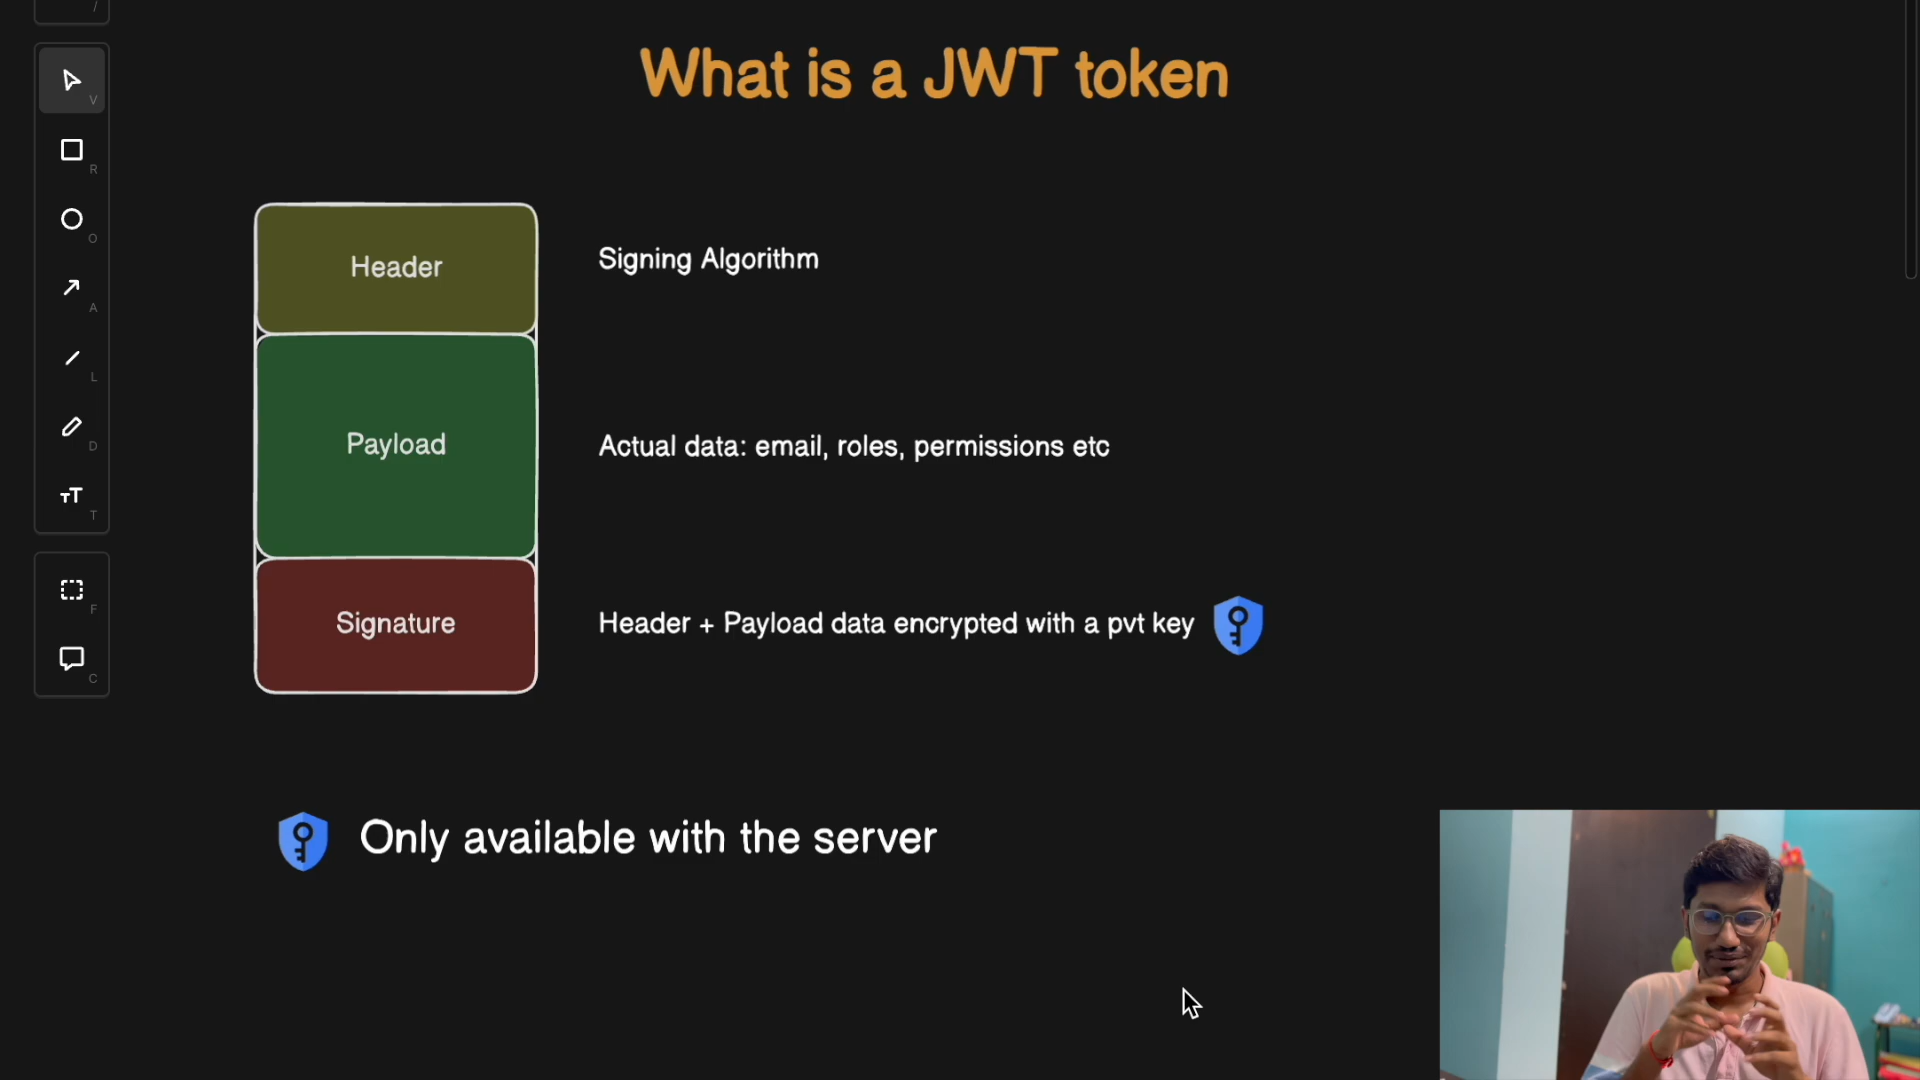 /
What is a JWT token
V
R
O
A
L
D
T
F
C
Header
Signing Algorithm
Payload
Actual data: email, roles, permissions etc
Signature
Header + Payload data encrypted with a pvt key
Only available with the server